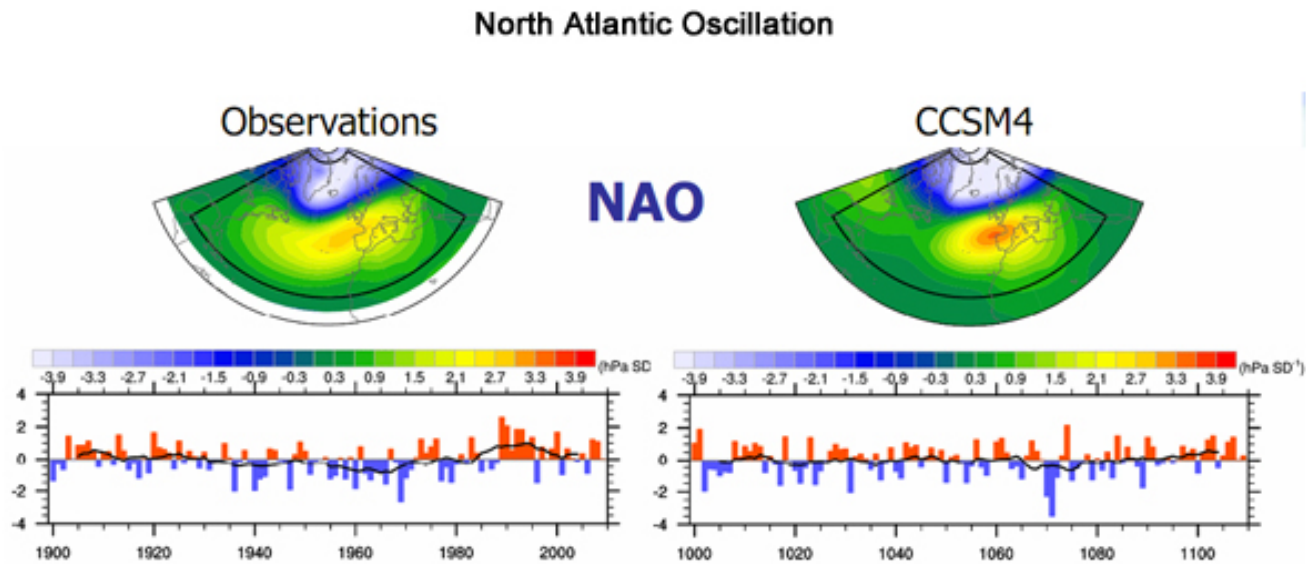 North Atlantic Oscillation
Observations
CCSM4
NAO
-3.9 -3.3 -2.7 -2.1 -1.5 -0.9 -0.3 0.3 0.9 1.5 2.1 2.7 3.3 3.9 (hPa SD
-3.9 -3.3 -2.7 -2.1 -1.5 -0.9 -0.3 0.3 0.9 1.5 2.1 2.7 3.3 3.9 (hPa SD⁻¹)
4
2
0
-2
-4
1900 1920 1940 1960 1980 2000
4
2
0
-2
-4
1000 1020 1040 1060 1080 1100